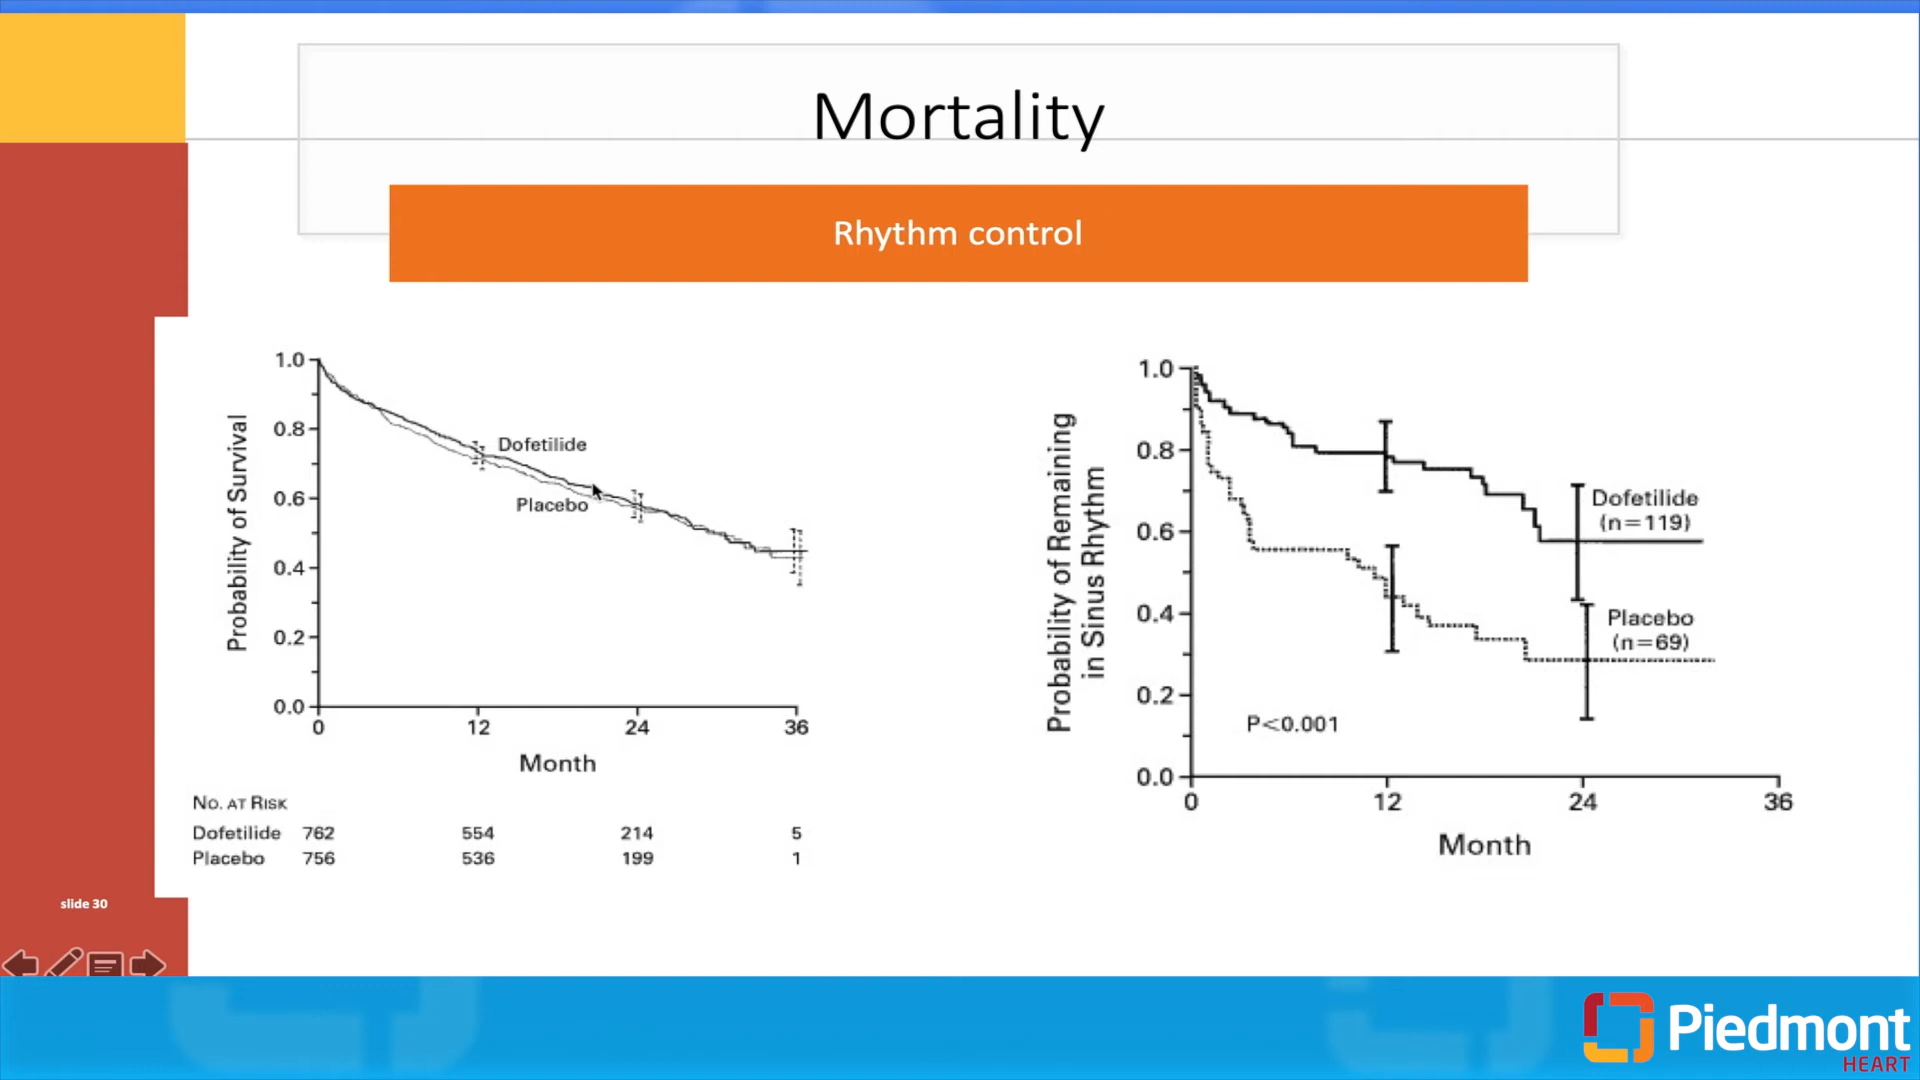 Mortality
Rhythm control
Probability of Survival
1.0
0.8
0.6
0.4
0.2
0.0
Dofetilide
Placebo
0 12 24 36
Month
No. at Risk
Dofetilide 762 554 214 5
Placebo 756 536 199 1
Probability of Remaining
in Sinus Rhythm
1.0
0.8
0.6
0.4
0.2
0.0
Dofetilide
(n=119)
Placebo
(n=69)
P<0.001
0 12 24 36
Month
slide 30
Piedmont
HEART